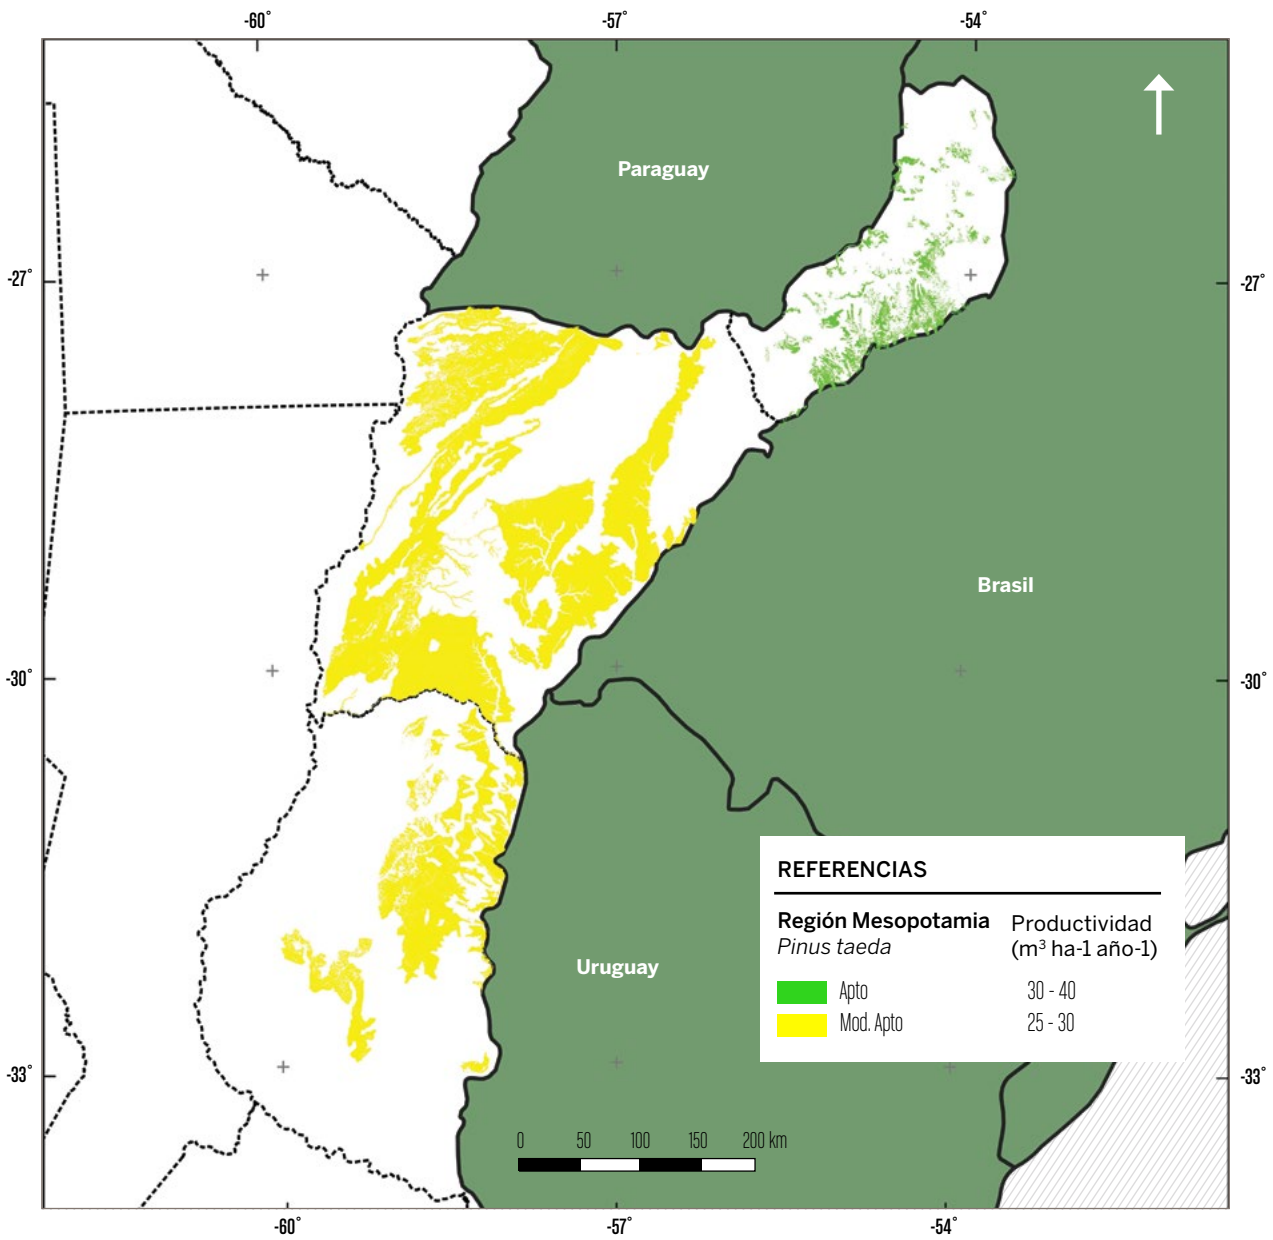 -60°
-57°
-54°
Paraguay
-27°
-27°
Brasil
-30°
-30°
REFERENCIAS
Región Mesopotamia
Productividad
Pinus taeda
(m³ ha-1 año-1)
Apto
30 - 40
Mod. Apto
25 - 30
Uruguay
-33°
-33°
0
50
100
150
200 km
-60°
-57°
-54°